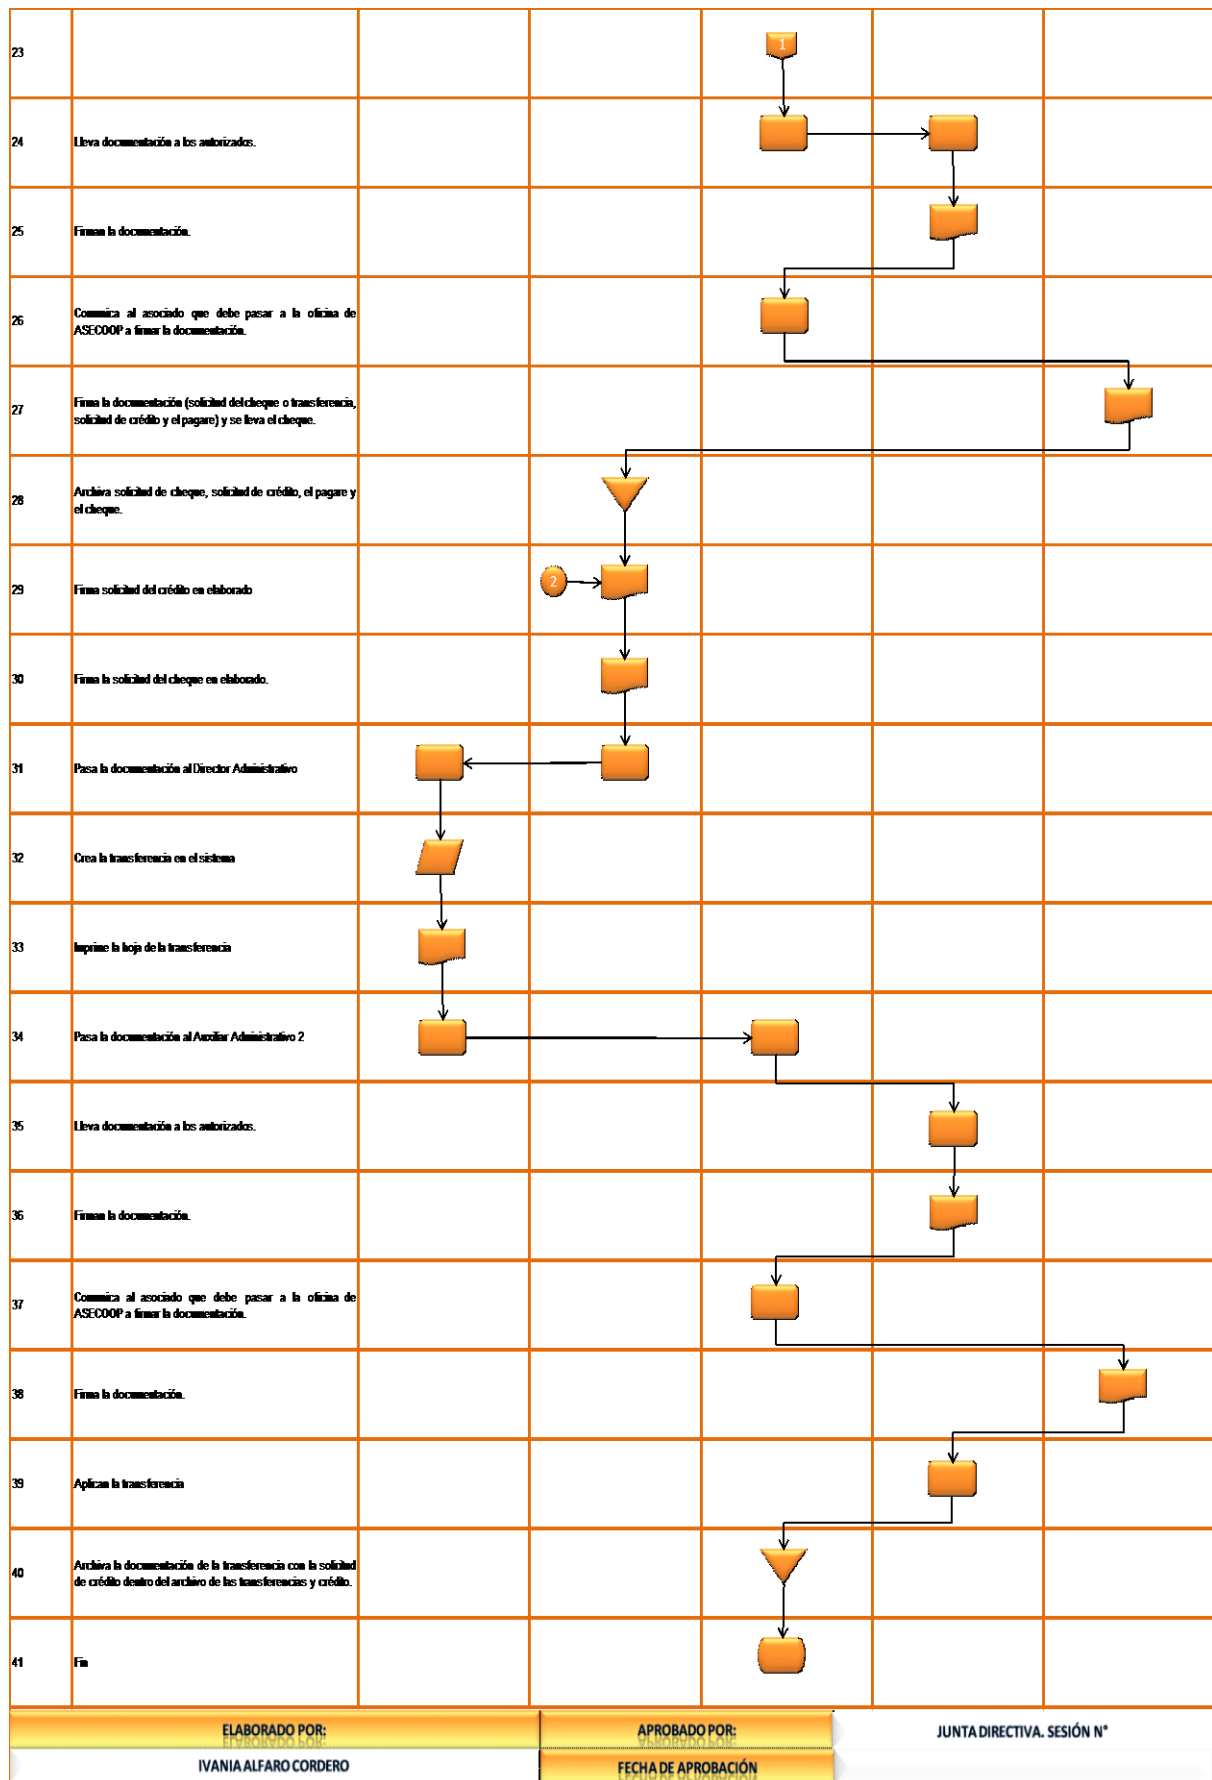 23
1
24
Lleva documentación a los autorizados.
25
Firman la documentación.
26
Comunica al asociado que debe pasar a la oficina de
ASECOOP a firmar la documentación.
27
Firma la documentación (solicitud del cheque o transferencia,
solicitud de crédito y el pagare) y se lleva el cheque.
28
Archiva solicitud de cheque, solicitud de crédito, el pagare y
el cheque.
29
Firma solicitud del crédito en elaborado
2
30
Firma la solicitud del cheque en elaborado.
31
Pasa la documentación al Director Administrativo
32
Crea la transferencia en el sistema
33
Imprime la hoja de la transferencia
34
Pasa la documentación al Auxiliar Administrativo 2
35
Lleva documentación a los autorizados.
36
Firman la documentación.
37
Comunica al asociado que debe pasar a la oficina de
ASECOOP a firmar la documentación.
38
Firma la documentación.
39
Aplican la transferencia
40
Archiva la documentación de la transferencia con la solicitud
de crédito dentro del archivo de las transferencias y crédito.
41
Fin
ELABORADO POR:
APROBADO POR:
JUNTA DIRECTIVA. SESIÓN N°
IVANIA ALFARO CORDERO
FECHA DE APROBACIÓN